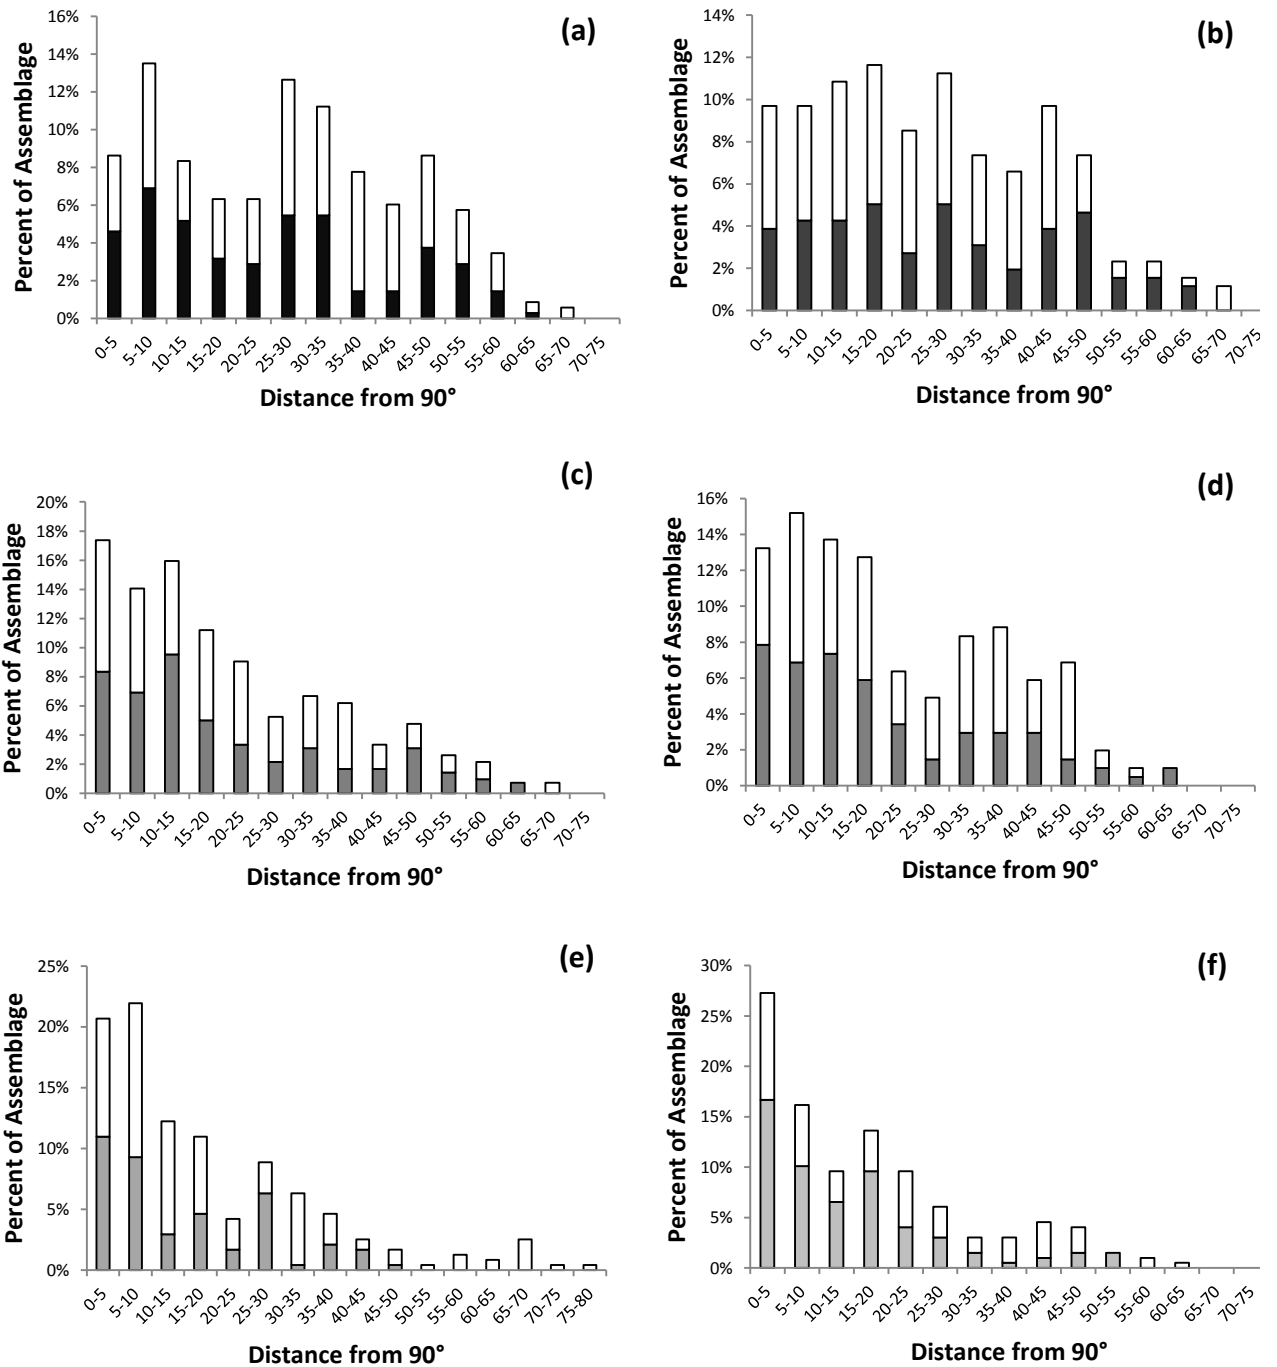 (a)
Percent of Assemblage
16%
14%
12%
10%
8%
6%
4%
2%
0%
0-5 5-10 10-15 15-20 20-25 25-30 30-35 35-40 40-45 45-50 50-55 55-60 60-65 65-70 70-75
Distance from 90°
(b)
Percent of Assemblage
14%
12%
10%
8%
6%
4%
2%
0%
0-5 5-10 10-15 15-20 20-25 25-30 30-35 35-40 40-45 45-50 50-55 55-60 60-65 65-70 70-75
Distance from 90°
(c)
Percent of Assemblage
20%
18%
16%
14%
12%
10%
8%
6%
4%
2%
0%
0-5 5-10 10-15 15-20 20-25 25-30 30-35 35-40 40-45 45-50 50-55 55-60 60-65 65-70 70-75
Distance from 90°
(d)
Percent of Assemblage
16%
14%
12%
10%
8%
6%
4%
2%
0%
0-5 5-10 10-15 15-20 20-25 25-30 30-35 35-40 40-45 45-50 50-55 55-60 60-65 65-70 70-75
Distance from 90°
(e)
Percent of Assemblage
25%
20%
15%
10%
5%
0%
0-5 5-10 10-15 15-20 20-25 25-30 30-35 35-40 40-45 45-50 50-55 55-60 60-65 65-70 70-75 75-80
Distance from 90°
(f)
Percent of Assemblage
30%
25%
20%
15%
10%
5%
0%
0-5 5-10 10-15 15-20 20-25 25-30 30-35 35-40 40-45 45-50 50-55 55-60 60-65 65-70 70-75
Distance from 90°